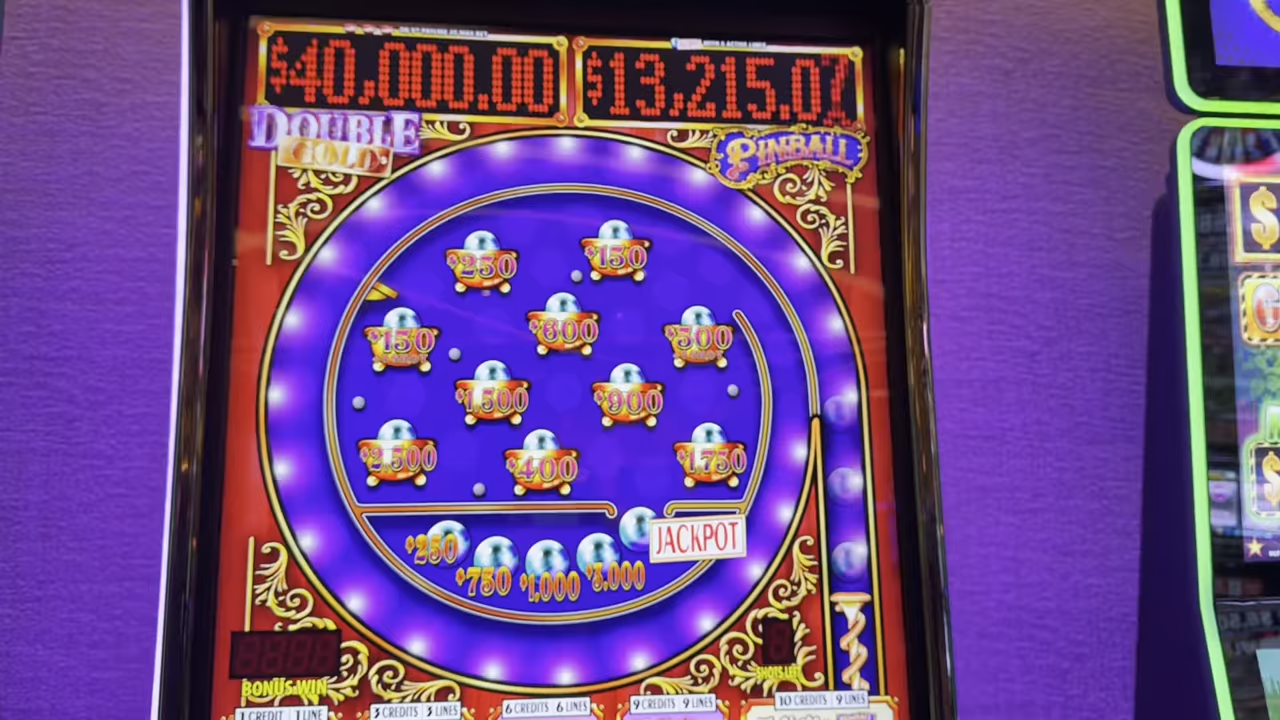 $40,000.00
$13,215.07
DOUBLE
GOLD
PINBALL
$250
$150
$150
$600
$500
$1,500
$900
$2,500
$400
$1,750
$250
$750
$1,000
$3,000
JACKPOT
BONUS WIN
SHOTS LEFT
1 CREDIT 1 LINE
3 CREDITS 3 LINES
6 CREDITS 6 LINES
9 CREDITS 9 LINES
10 CREDITS 9 LINES
$
$